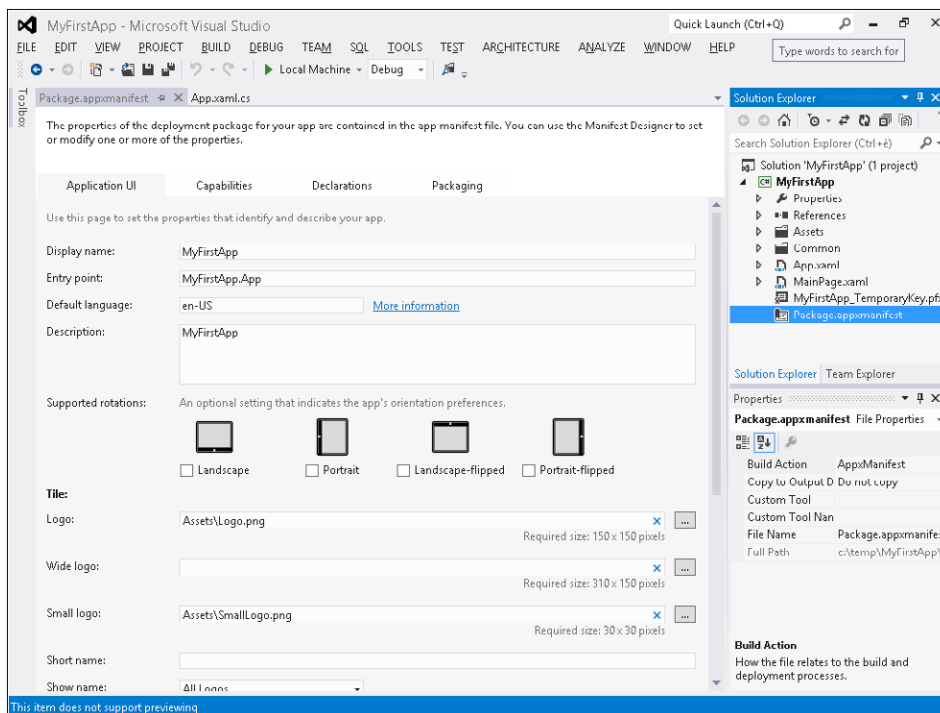 MyFirstApp - Microsoft Visual Studio
Quick Launch (Ctrl+Q)
FILE EDIT VIEW PROJECT BUILD DEBUG TEAM SQL TOOLS TEST ARCHITECTURE ANALYZE WINDOW HELP
Type words to search for
Local Machine Debug
Toolbox
Package.appxmanifest App.xaml.cs
The properties of the deployment package for your app are contained in the app manifest file. You can use the Manifest Designer to set
or modify one or more of the properties.
Application UI Capabilities Declarations Packaging
Use this page to set the properties that identify and describe your app.
Display name: MyFirstApp
Entry point: MyFirstApp.App
Default language: en-US More information
Description: MyFirstApp
Supported rotations: An optional setting that indicates the app's orientation preferences.
Landscape Portrait Landscape-flipped Portrait-flipped
Tile:
Logo: Assets\Logo.png ...
Required size: 150 x 150 pixels
Wide logo: ...
Required size: 310 x 150 pixels
Small logo: Assets\SmallLogo.png ...
Required size: 30 x 30 pixels
Short name:
Show name: All Logos
Solution Explorer
Search Solution Explorer (Ctrl+è)
Solution 'MyFirstApp' (1 project)
C# MyFirstApp
Properties
References
Assets
Common
App.xaml
MainPage.xaml
MyFirstApp_TemporaryKey.pfx
Package.appxmanifest
Solution Explorer Team Explorer
Properties
Package.appxmanifest File Properties
Build Action AppxManifest
Copy to Output D Do not copy
Custom Tool
Custom Tool Nan
File Name Package.appxmanifes
Full Path c:\temp\MyFirstApp\
Build Action
How the file relates to the build and
deployment processes.
This item does not support previewing